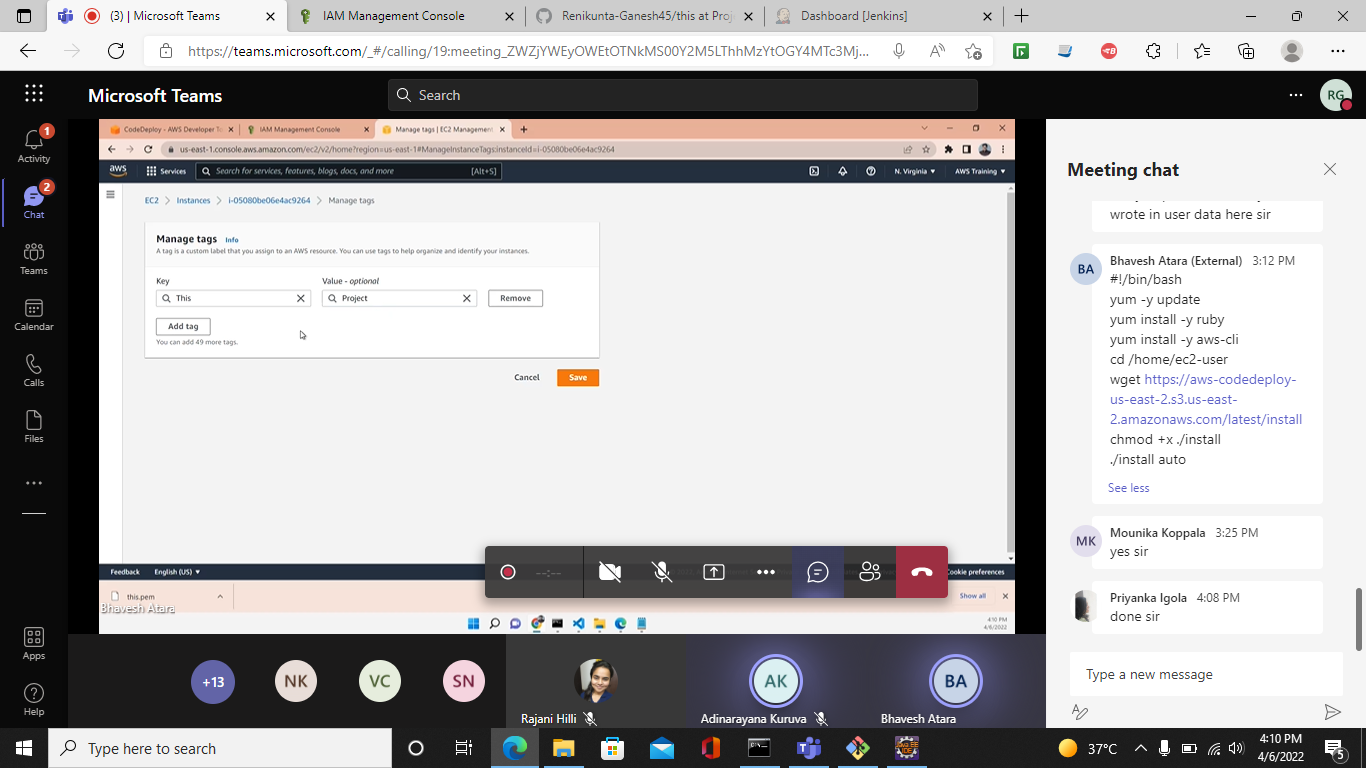 (3) | Microsoft Teams
IAM Management Console
Renikunta-Ganesh45/this at Proj
Dashboard [Jenkins]
https://teams.microsoft.com/_#/calling/19:meeting_ZWZjYWEyOWEtOTNkMS00Y2M5LThhMzYtOGY4MTc3Mj...
Microsoft Teams
Search
RG
1
Activity
2
Chat
Teams
Calendar
Calls
Files
Apps
Help
CodeDeploy - AWS Developer To
IAM Management Console
Manage tags | EC2 Management
us-east-1.console.aws.amazon.com/ec2/v2/home?region=us-east-1#ManageInstanceTags:instanceId=i-05080be06e4ac9264
aws
Services
Search for services, features, blogs, docs, and more
[Alt+S]
N. Virginia
AWS Training
EC2 > Instances > i-05080be06e4ac9264 > Manage tags
Manage tags Info
A tag is a custom label that you assign to an AWS resource. You can use tags to help organize and identify your instances.
Key
Value - optional
This
Project
Remove
Add tag
You can add 49 more tags.
Cancel
Save
Feedback
English (US)
Cookie preferences
this.pem
Show all
Bhavesh Atara
4:10 PM
4/6/2022
--:--
+13
NK
VC
SN
Rajani Hilli
AK
Adinarayana Kuruva
BA
Bhavesh Atara
Meeting chat
wrote in user data here sir
BA
Bhavesh Atara (External) 3:12 PM
#!/bin/bash
yum -y update
yum install -y ruby
yum install -y aws-cli
cd /home/ec2-user
wget https://aws-codedeploy-
us-east-2.s3.us-east-
2.amazonaws.com/latest/install
chmod +x ./install
./install auto
See less
MK
Mounika Koppala 3:25 PM
yes sir
Priyanka Igola 4:08 PM
done sir
Type a new message
Type here to search
37°C
4:10 PM
4/6/2022
5